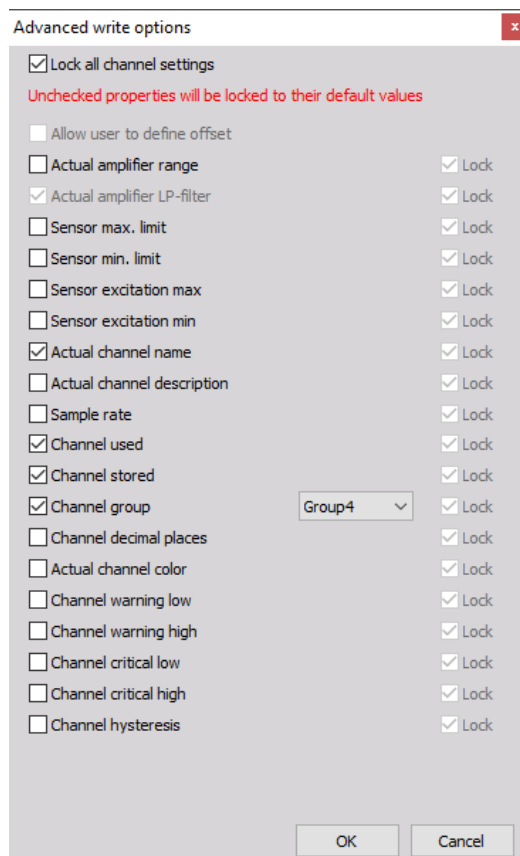 Advanced write options x
Lock all channel settings
Unchecked properties will be locked to their default values
Allow user to define offset
Actual amplifier range Lock
Actual amplifier LP-filter Lock
Sensor max. limit Lock
Sensor min. limit Lock
Sensor excitation max Lock
Sensor excitation min Lock
Actual channel name Lock
Actual channel description Lock
Sample rate Lock
Channel used Lock
Channel stored Lock
Channel group Group4 Lock
Channel decimal places Lock
Actual channel color Lock
Channel warning low Lock
Channel warning high Lock
Channel critical low Lock
Channel critical high Lock
Channel hysteresis Lock
OK Cancel